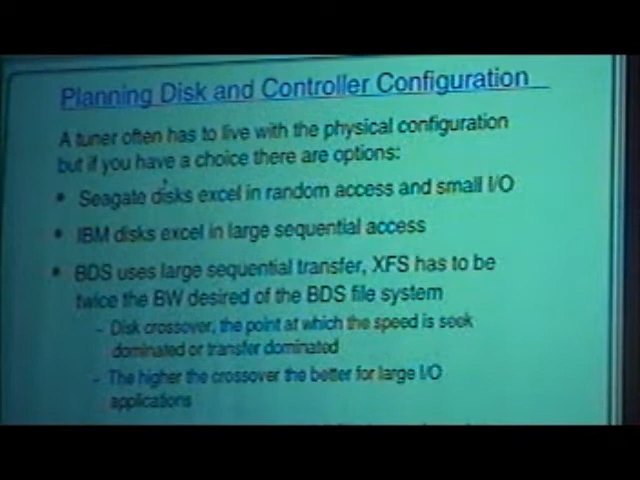 Planning Disk and Controller Configuration
A tuner often has to live with the physical configuration
but if you have a choice there are options:
• Seagate disks excel in random access and small I/O
• IBM disks excel in large sequential access
• BDS uses large sequential transfer, XFS has to be
twice the BW desired of the BDS file system
- Disk crossover, the point at which the speed is seek
dominated or transfer dominated
- The higher the crossover the better for large I/O
applications